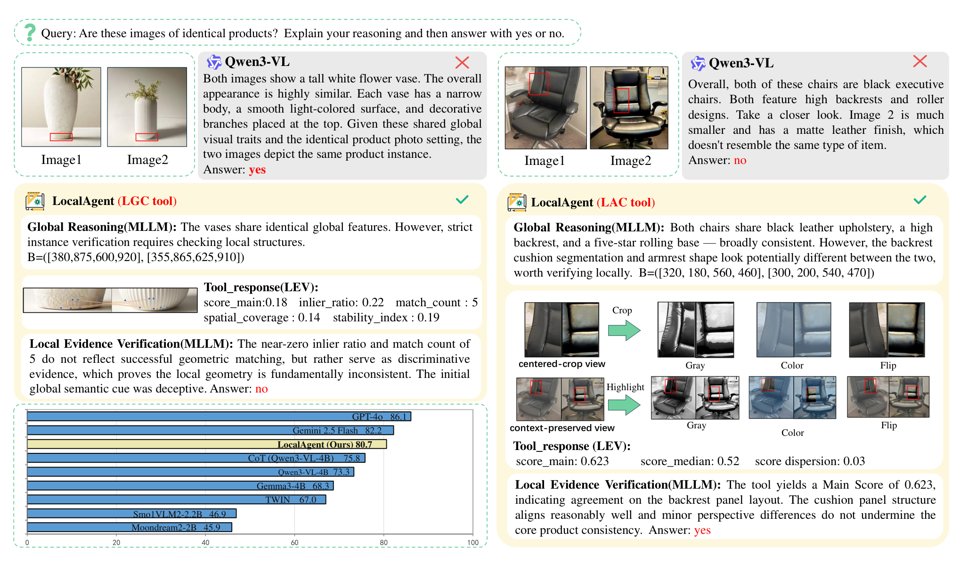 Query: Are these images of identical products? Explain your reasoning and then answer with yes or no.
Image1
Image2
Qwen3-VL
Both images show a tall white flower vase. The overall
appearance is highly similar. Each vase has a narrow
body, a smooth light-colored surface, and decorative
branches placed at the top. Given these shared global
visual traits and the identical product photo setting, the
two images depict the same product instance.
Answer: yes
LocalAgent (LGC tool)
Global Reasoning(MLLM): The vases share identical global features. However, strict
instance verification requires checking local structures.
B=([380,875,600,920], [355,865,625,910])
Tool_response(LEV):
score_main:0.18 inlier_ratio: 0.22 match_count : 5
spatial_coverage : 0.14 stability_index : 0.19
Local Evidence Verification(MLLM): The near-zero inlier ratio and match count of
5 do not reflect successful geometric matching, but rather serve as discriminative
evidence, which proves the local geometry is fundamentally inconsistent. The initial
global semantic cue was deceptive. Answer: no
GPT-4o 86.1
Gemini 2.5 Flash 82.2
LocalAgent (Ours) 80.7
CoT (Qwen3-VL-4B) 75.8
Qwen3-VL-4B 73.3
Gemma3-4B 68.3
TWIN 67.0
Smo1VLM2-2.2B 46.9
Moondream2-2B 45.9
0 20 40 60 80 100
Image1
Image2
Qwen3-VL
Overall, both of these chairs are black executive
chairs. Both feature high backrests and roller
designs. Take a closer look. Image 2 is much
smaller and has a matte leather finish, which
doesn't resemble the same type of item.
Answer: no
LocalAgent (LAC tool)
Global Reasoning(MLLM): Both chairs share black leather upholstery, a high
backrest, and a five-star rolling base — broadly consistent. However, the backrest
cushion segmentation and armrest shape look potentially different between the two,
worth verifying locally. B=([320, 180, 560, 460], [300, 200, 540, 470])
Crop
centered-crop view
Gray
Color
Flip
Highlight
context-preserved view
Gray
Color
Flip
Tool_response (LEV):
score_main: 0.623 score_median: 0.52 score dispersion: 0.03
Local Evidence Verification(MLLM): The tool yields a Main Score of 0.623,
indicating agreement on the backrest panel layout. The cushion panel structure
aligns reasonably well and minor perspective differences do not undermine the
core product consistency. Answer: yes